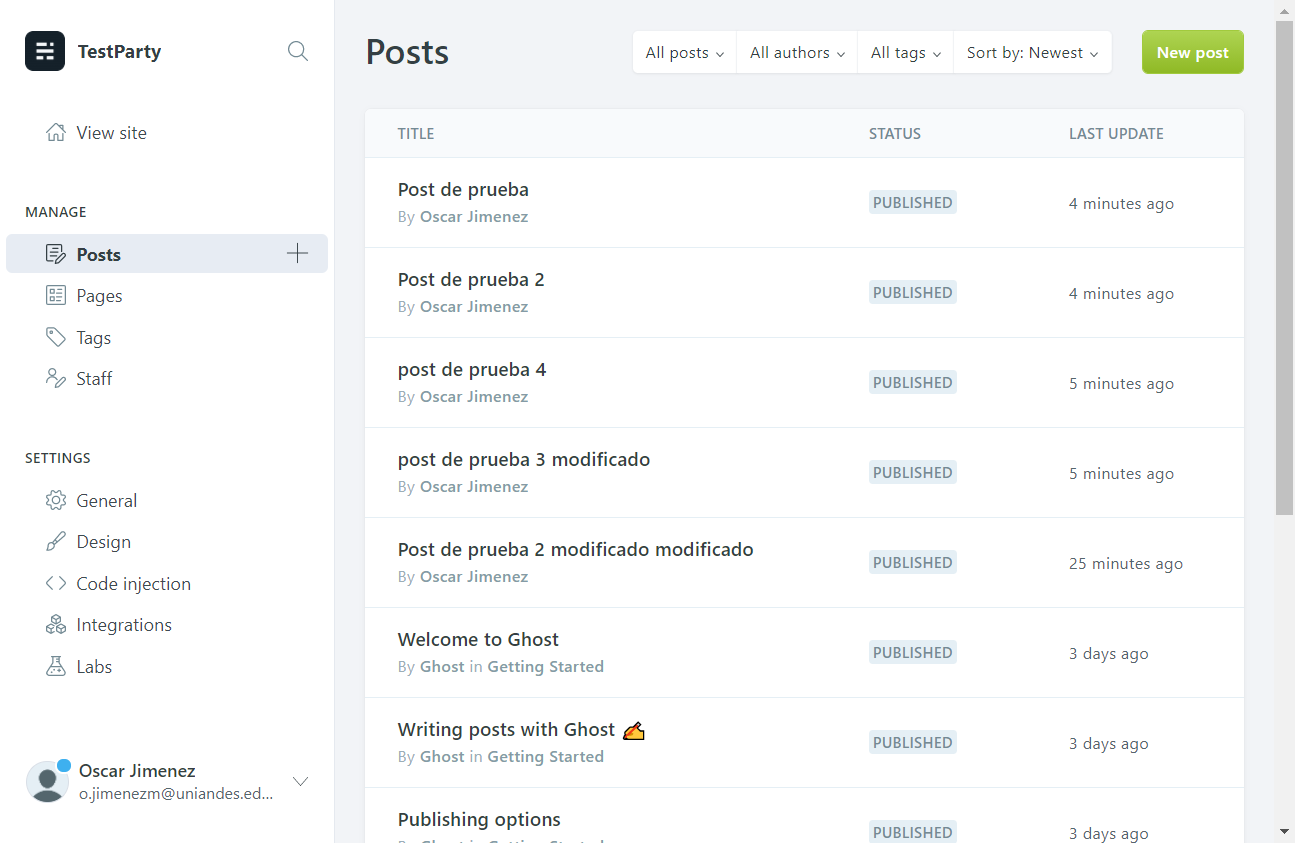 TestParty
View site
MANAGE
Posts
Pages
Tags
Staff
SETTINGS
General
Design
Code injection
Integrations
Labs
Oscar Jimenez
o.jimenezm@uniandes.ed...
Posts
All posts
All authors
All tags
Sort by: Newest
New post
TITLE STATUS LAST UPDATE
Post de prueba
By Oscar Jimenez
PUBLISHED
4 minutes ago
Post de prueba 2
By Oscar Jimenez
PUBLISHED
4 minutes ago
post de prueba 4
By Oscar Jimenez
PUBLISHED
5 minutes ago
post de prueba 3 modificado
By Oscar Jimenez
PUBLISHED
5 minutes ago
Post de prueba 2 modificado modificado
By Oscar Jimenez
PUBLISHED
25 minutes ago
Welcome to Ghost
By Ghost in Getting Started
PUBLISHED
3 days ago
Writing posts with Ghost ✍️
By Ghost in Getting Started
PUBLISHED
3 days ago
Publishing options
PUBLISHED
3 days ago